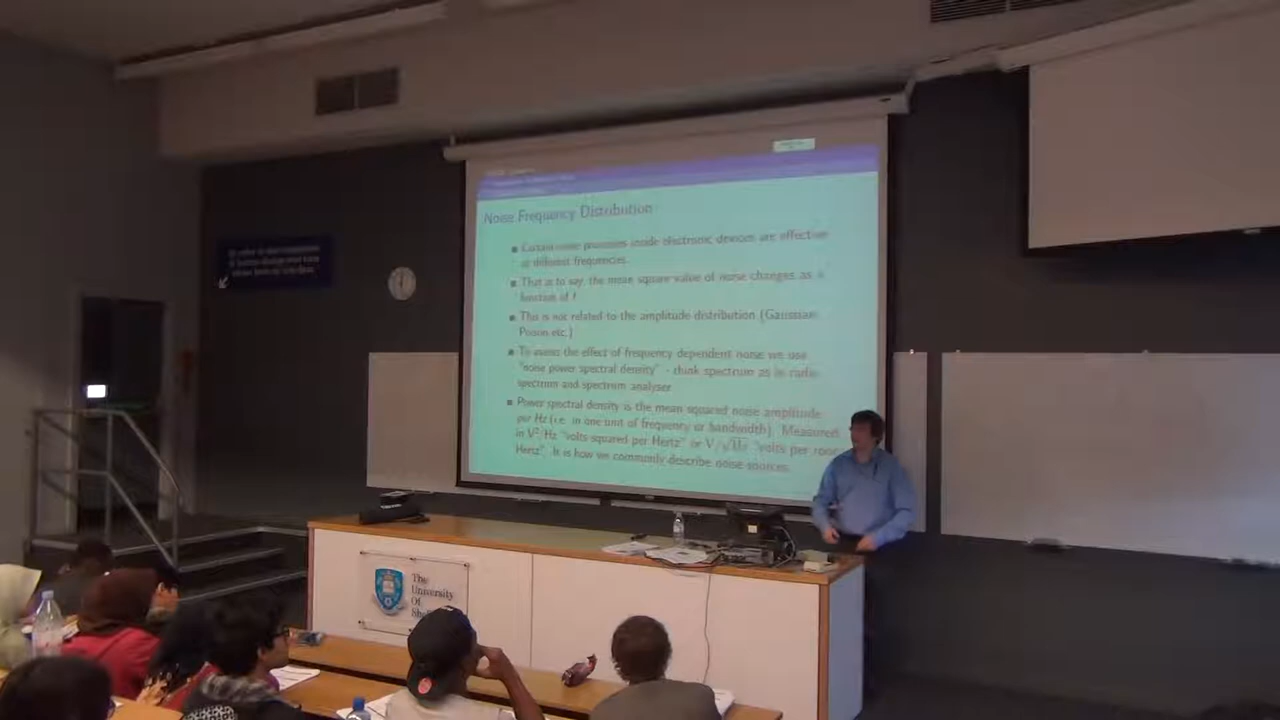 Noise Frequency Distribution
Certain noise processes inside electronic devices are effective
at different frequencies.
That is to say, the mean square value of noise changes as a
function of f
This is not related to the amplitude distribution (Gaussian
Poison etc.)
To assess the effect of frequency dependent noise we use
"noise power spectral density" - think spectrum as in radio
spectrum and spectrum analyser
Power spectral density is the mean squared noise amplitude
per Hz (i.e. in one unit of frequency or bandwidth). Measured
in V²/Hz "volts squared per Hertz" or V/√Hz "volts per root
Hertz". It is how we commonly describe noise sources.
The
University
Of